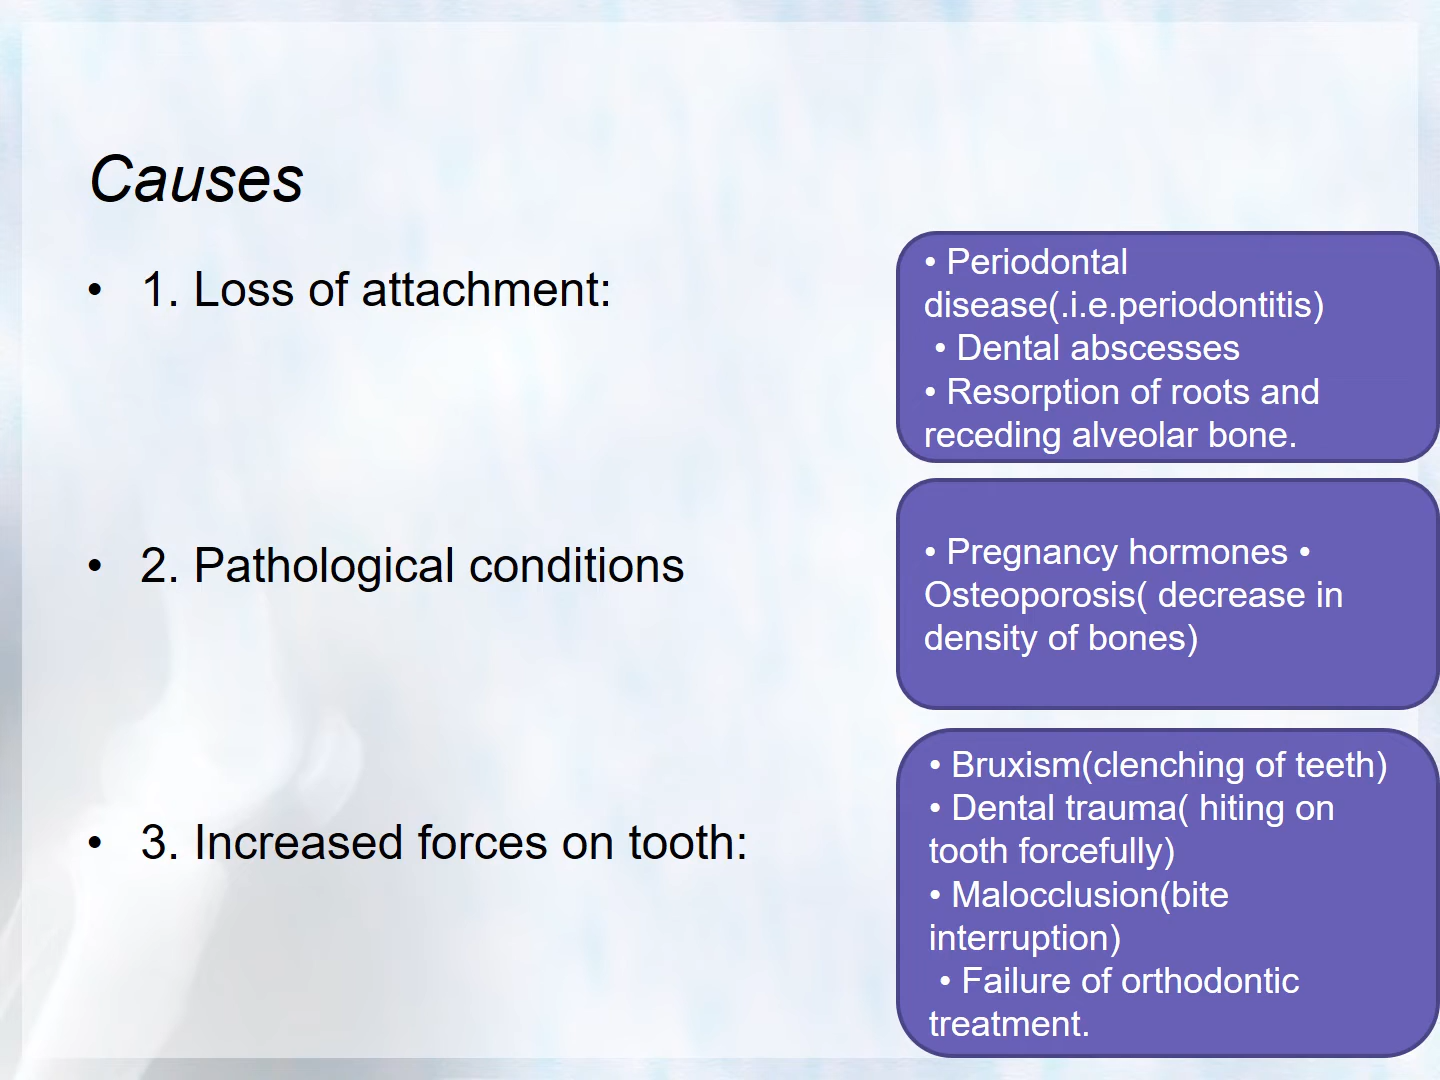 Causes
• 1. Loss of attachment:
• Periodontal
disease(.i.e.periodontitis)
• Dental abscesses
• Resorption of roots and
receding alveolar bone.
• 2. Pathological conditions
• Pregnancy hormones •
Osteoporosis( decrease in
density of bones)
• 3. Increased forces on tooth:
• Bruxism(clenching of teeth)
• Dental trauma( hiting on
tooth forcefully)
• Malocclusion(bite
interruption)
• Failure of orthodontic
treatment.